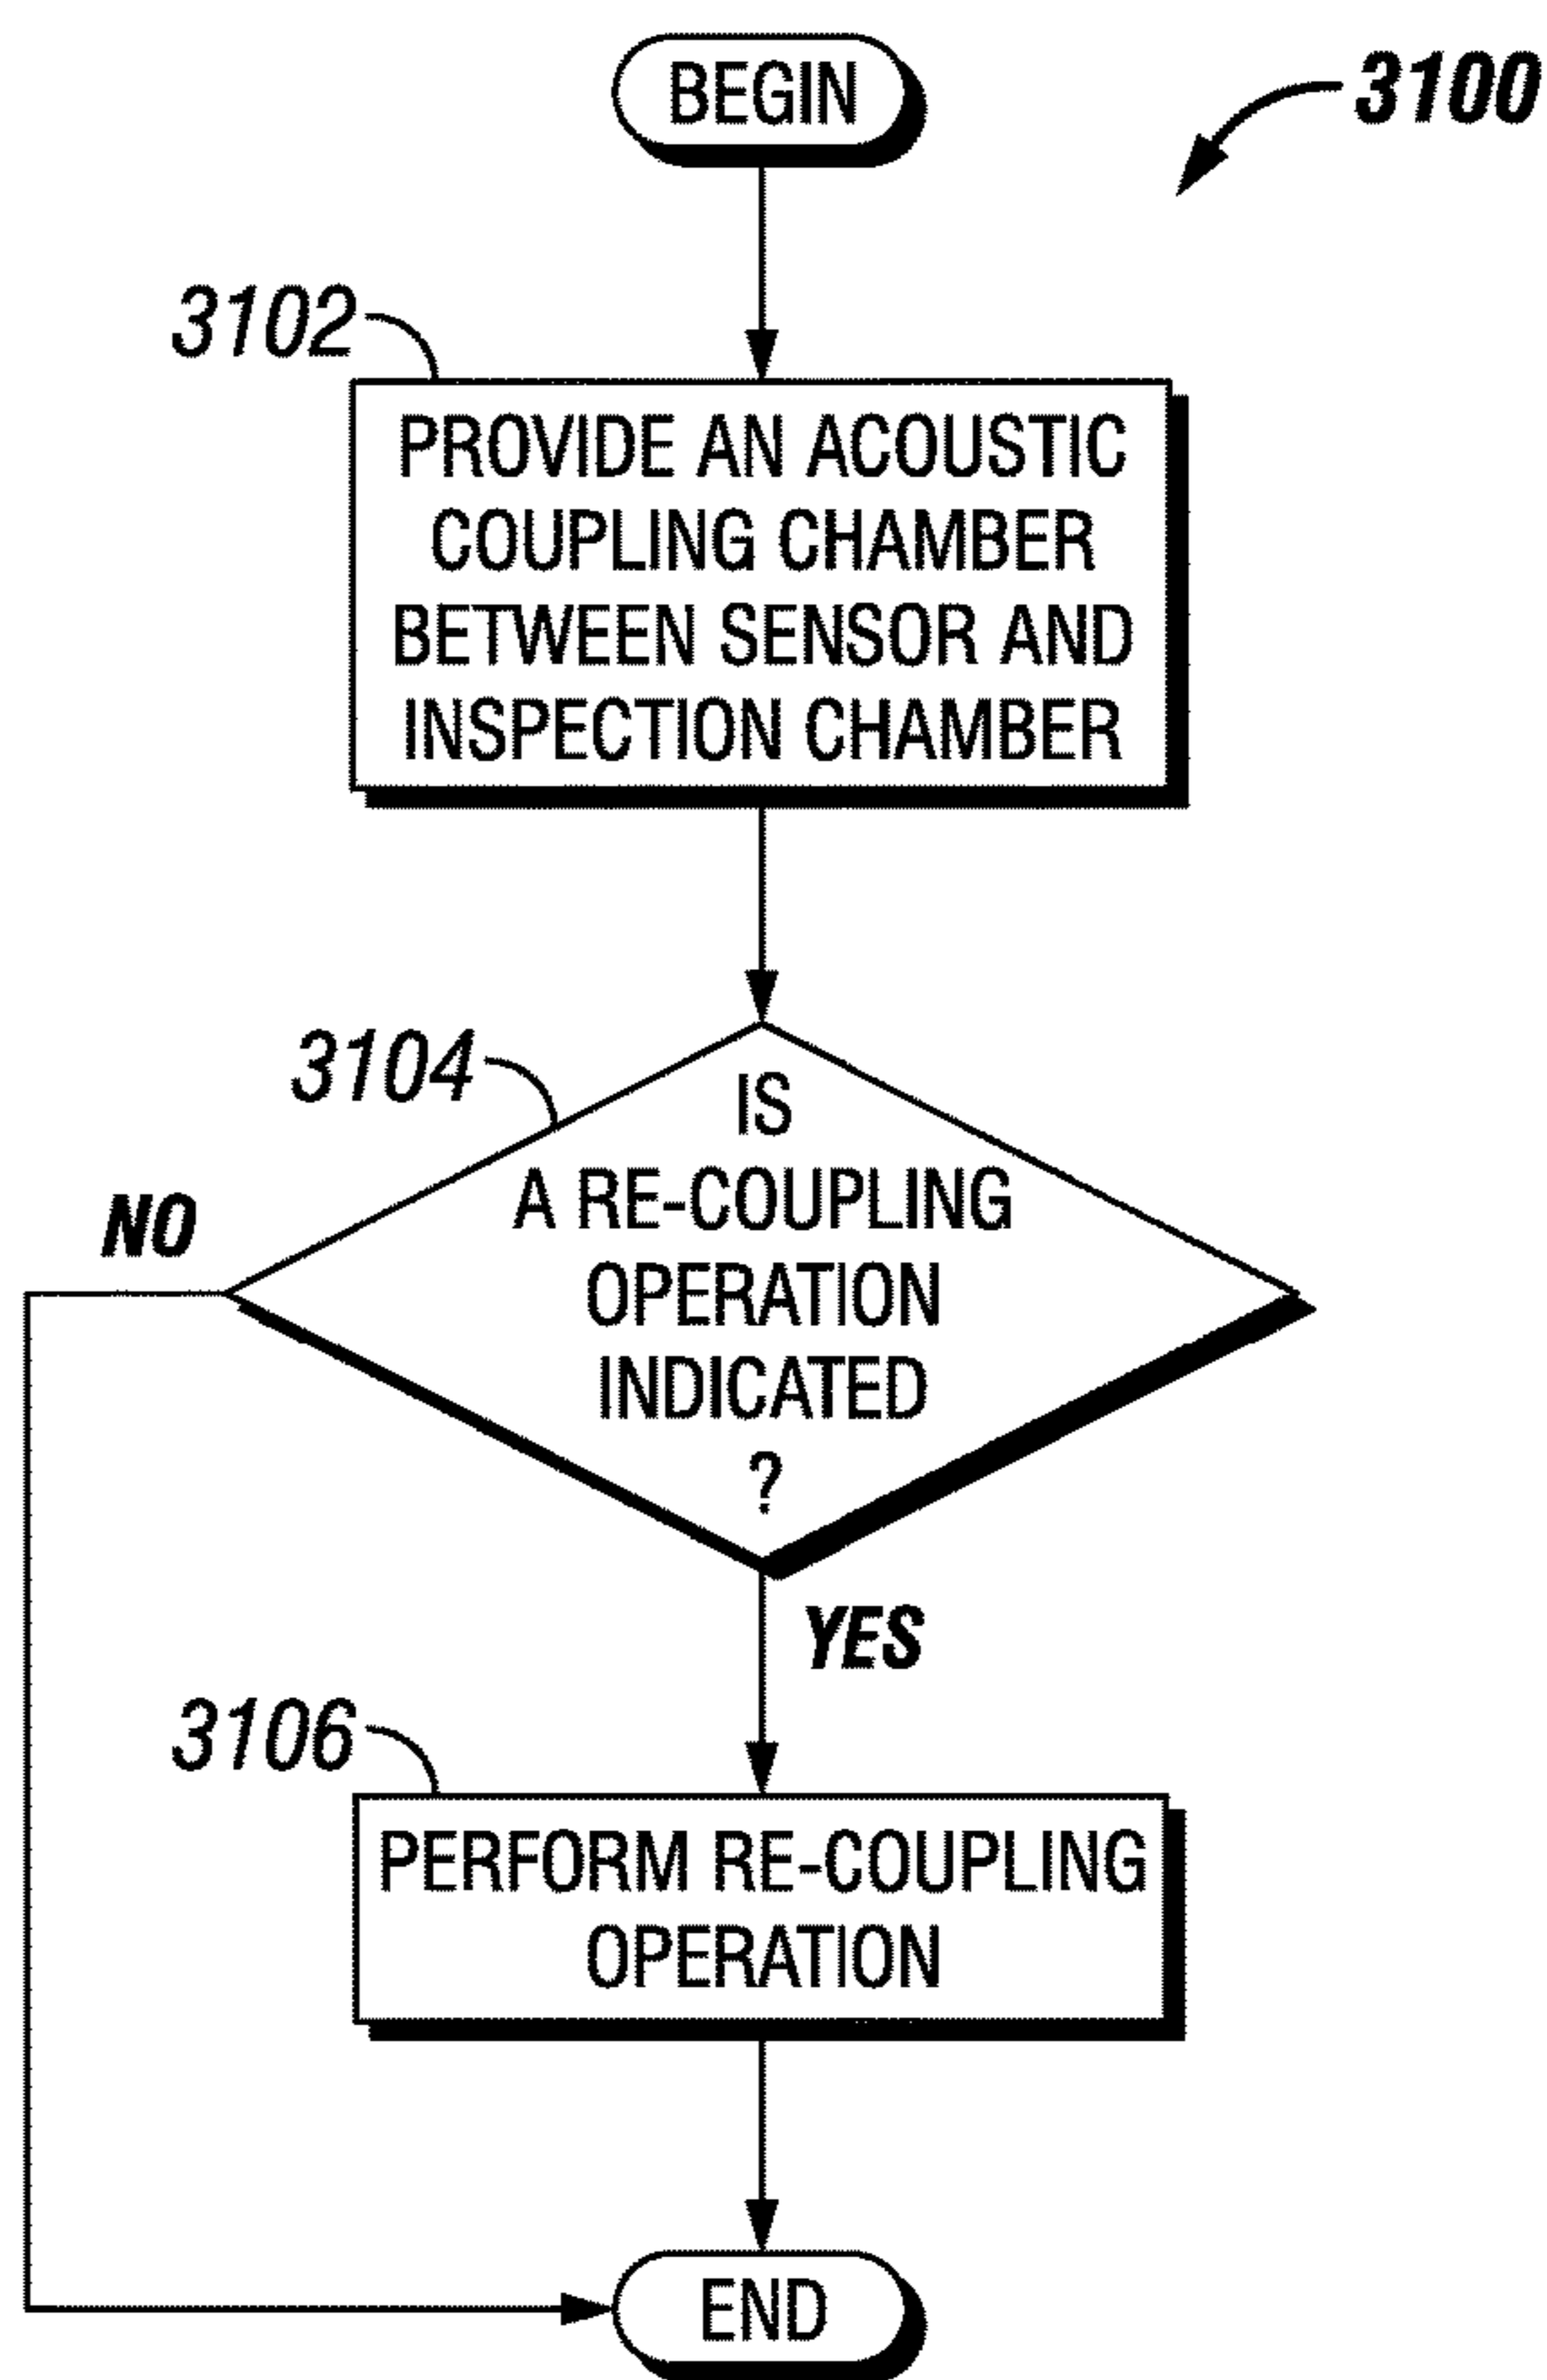 BEGIN
3100
3102
PROVIDE AN ACOUSTIC
COUPLING CHAMBER
BETWEEN SENSOR AND
INSPECTION CHAMBER
3104
IS
A RE-COUPLING
OPERATION
INDICATED
?
NO
YES
3106
PERFORM RE-COUPLING
OPERATION
END